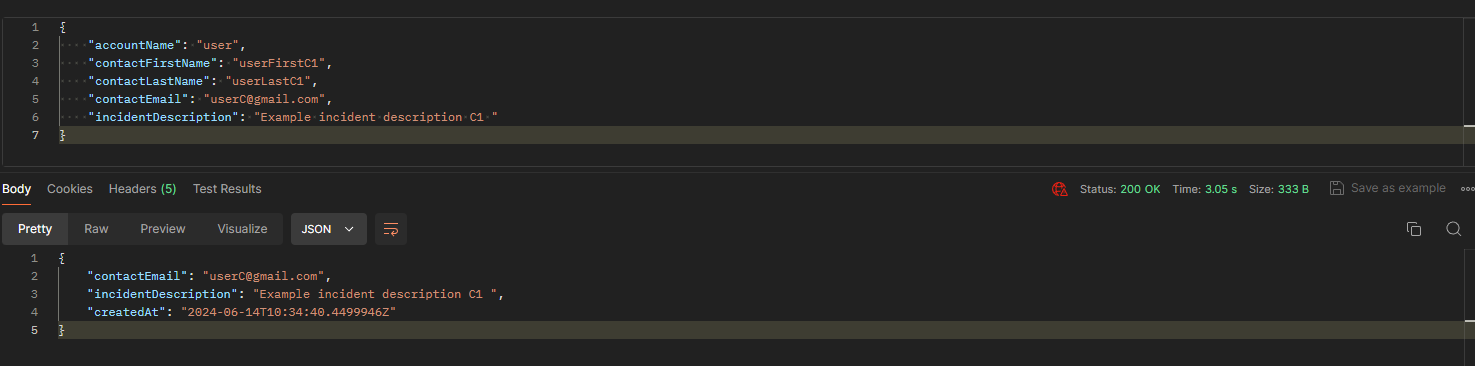 1 {
2 "accountName": "user",
3 "contactFirstName": "userFirstC1",
4 "contactLastName": "userLastC1",
5 "contactEmail": "userC@gmail.com",
6 "incidentDescription": "Example incident description C1 "
7 }
Body Cookies Headers (5) Test Results Status: 200 OK Time: 3.05 s Size: 333 B Save as example
Pretty Raw Preview Visualize JSON
1 {
2 "contactEmail": "userC@gmail.com",
3 "incidentDescription": "Example incident description C1 ",
4 "createdAt": "2024-06-14T10:34:40.4499946Z"
5 }